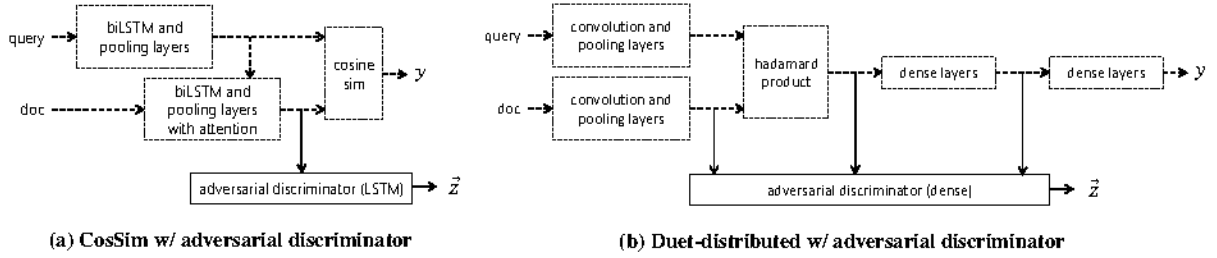 query
biLSTM and
pooling layers
doc
biLSTM and
pooling layers
with attention
cosine
sim
y
adversarial discriminator (LSTM)
z
(a) CosSim w/ adversarial discriminator
query
convolution and
pooling layers
doc
convolution and
pooling layers
hadamard
product
dense layers
dense layers
y
adversarial discriminator (dense)
z
(b) Duet-distributed w/ adversarial discriminator